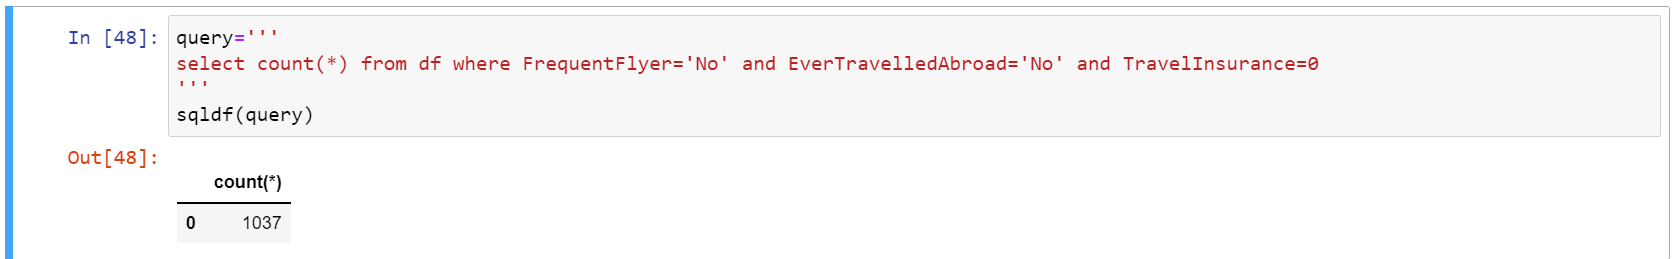 In [48]: query='''
select count(*) from df where FrequentFlyer='No' and EverTravelledAbroad='No' and TravelInsurance=0
'''
sqldf(query)
Out[48]:
count(*)
0 1037